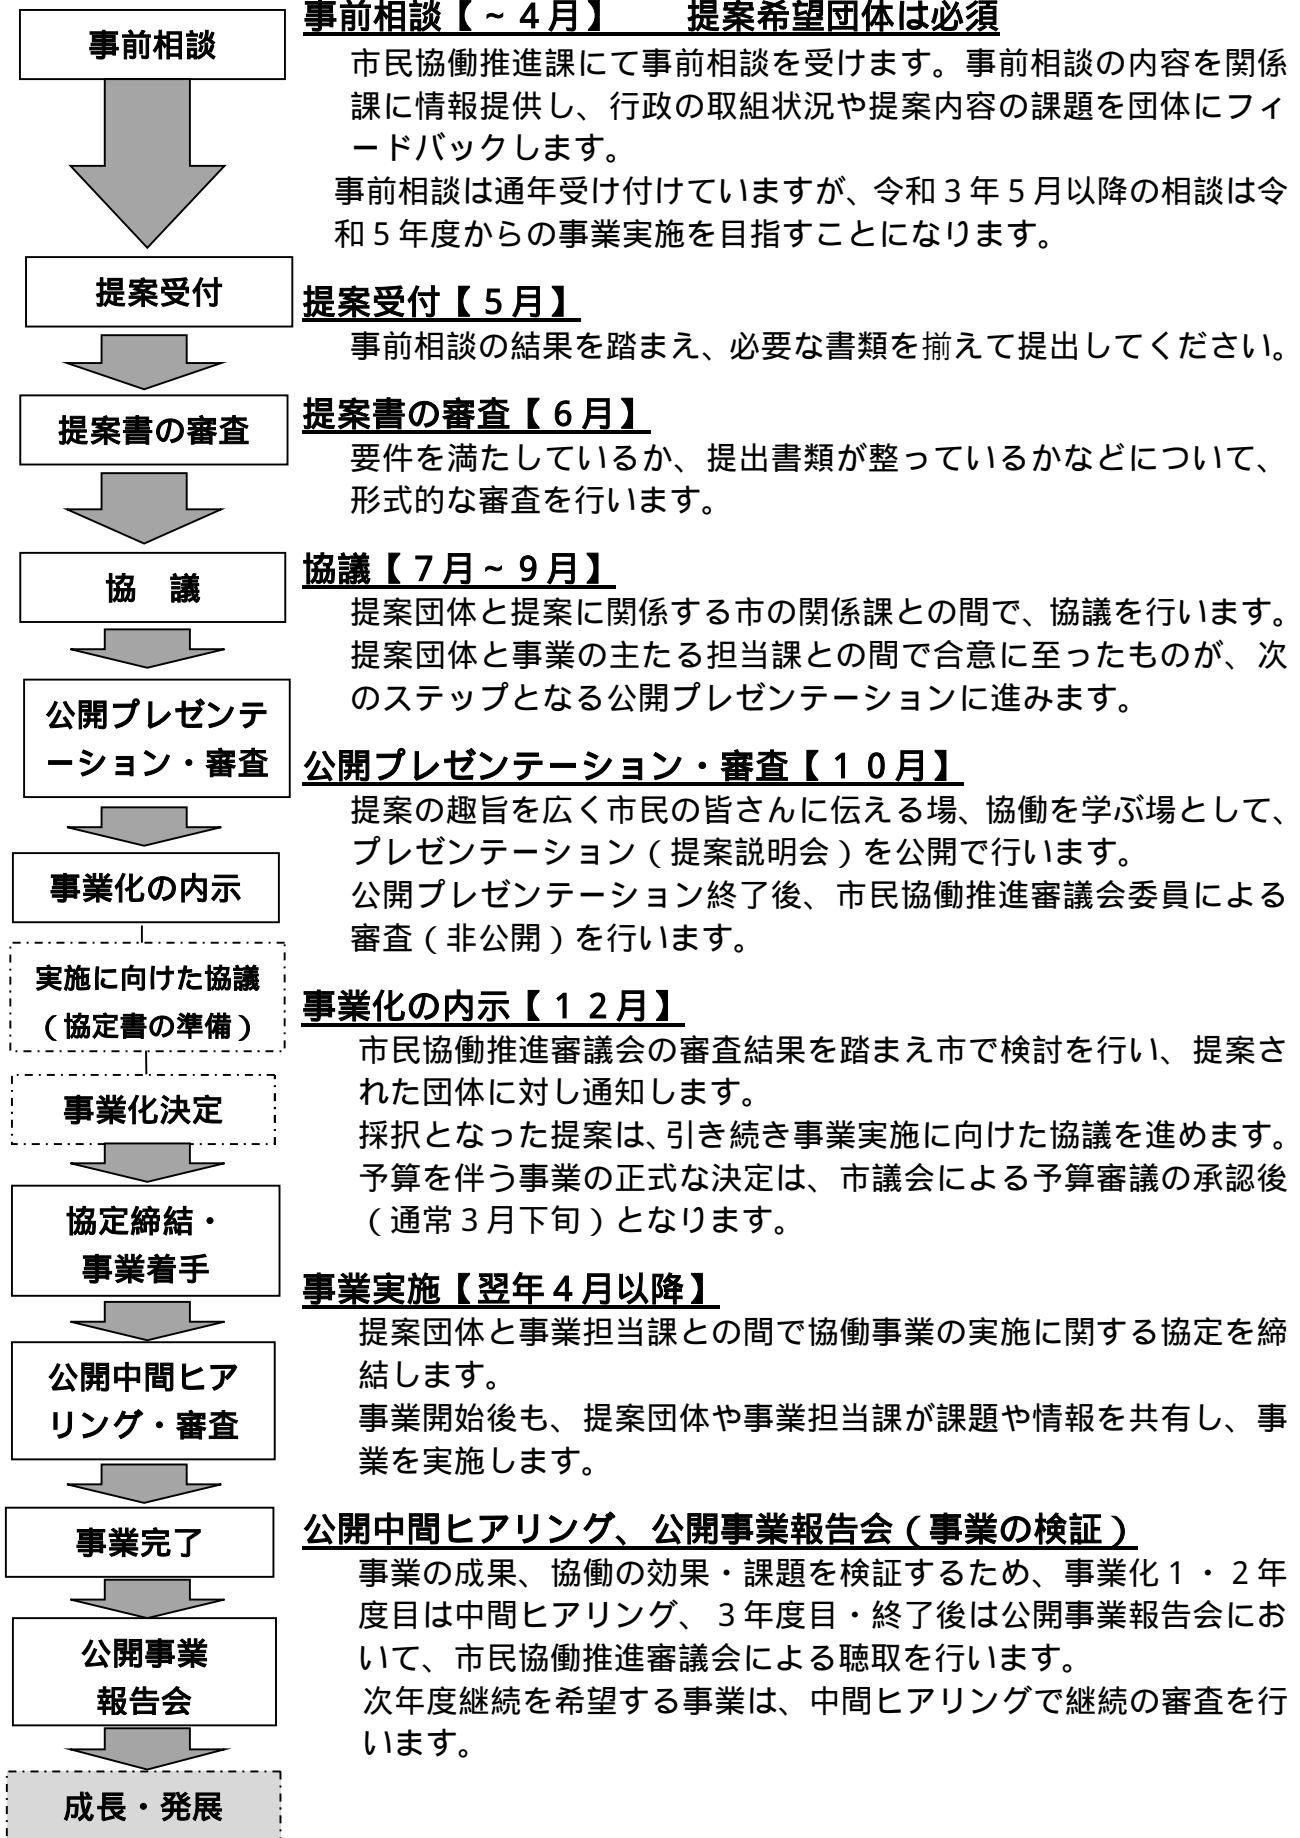 事前相談
事前相談【~4月】　　提案希望団体は必須
市民協働推進課にて事前相談を受けます。事前相談の内容を関係
課に情報提供し、行政の取組状況や提案内容の課題を団体にフィ
ードバックします。
事前相談は通年受け付けていますが、令和3年5月以降の相談は令
和5年度からの事業実施を目指すことになります。
提案受付
提案受付【5月】
事前相談の結果を踏まえ、必要な書類を揃えて提出してください。
提案書の審査
提案書の審査【6月】
要件を満たしているか、提出書類が整っているかなどについて、
形式的な審査を行います。
協　議
協議【7月~9月】
提案団体と提案に関係する市の関係課との間で、協議を行います。
提案団体と事業の主たる担当課との間で合意に至ったものが、次
のステップとなる公開プレゼンテーションに進みます。
公開プレゼンテ
ーション・審査
公開プレゼンテーション・審査【10月】
提案の趣旨を広く市民の皆さんに伝える場、協働を学ぶ場として、
プレゼンテーション(提案説明会)を公開で行います。
公開プレゼンテーション終了後、市民協働推進審議会委員による
審査(非公開)を行います。
事業化の内示
実施に向けた協議
(協定書の準備)
事業化決定
事業化の内示【12月】
市民協働推進審議会の審査結果を踏まえ市で検討を行い、提案さ
れた団体に対し通知します。
採択となった提案は、引き続き事業実施に向けた協議を進めます。
予算を伴う事業の正式な決定は、市議会による予算審議の承認後
(通常3月下旬)となります。
協定締結・
事業着手
事業実施【翌年4月以降】
提案団体と事業担当課との間で協働事業の実施に関する協定を締
結します。
事業開始後も、提案団体や事業担当課が課題や情報を共有し、事
業を実施します。
公開中間ヒア
リング・審査
事業完了
公開事業
報告会
成長・発展
公開中間ヒアリング、公開事業報告会(事業の検証)
事業の成果、協働の効果・課題を検証するため、事業化1・2年
度目は中間ヒアリング、3年度目・終了後は公開事業報告会にお
いて、市民協働推進審議会による聴取を行います。
次年度継続を希望する事業は、中間ヒアリングで継続の審査を行
います。